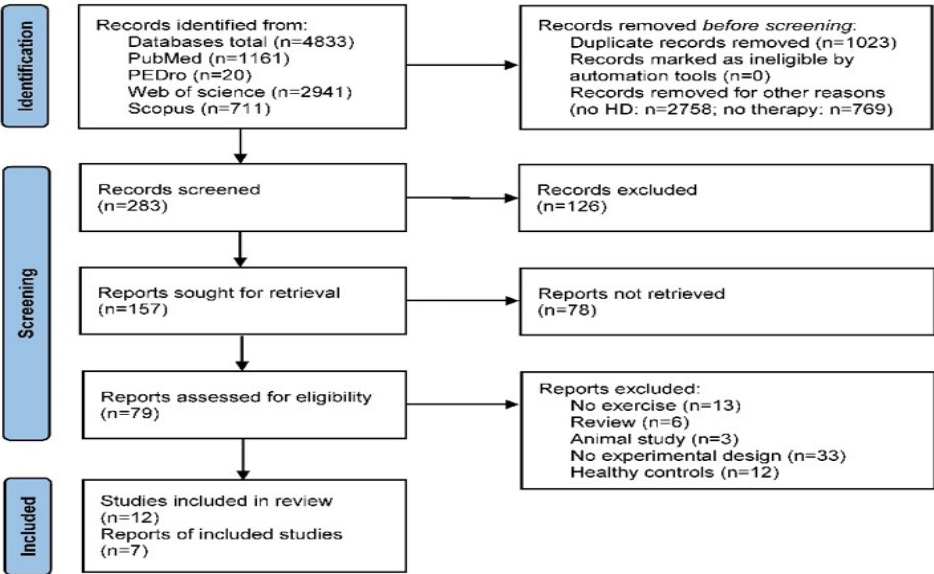 Identification
Records identified from:
Databases total (n=4833)
PubMed (n=1161)
PEDro (n=20)
Web of science (n=2941)
Scopus (n=711)
Records removed before screening:
Duplicate records removed (n=1023)
Records marked as ineligible by
automation tools (n=0)
Records removed for other reasons
(no HD: n=2758; no therapy: n=769)
Screening
Records screened
(n=283)
Records excluded
(n=126)
Reports sought for retrieval
(n=157)
Reports not retrieved
(n=78)
Reports assessed for eligibility
(n=79)
Reports excluded:
No exercise (n=13)
Review (n=6)
Animal study (n=3)
No experimental design (n=33)
Healthy controls (n=12)
Included
Studies included in review
(n=12)
Reports of included studies
(n=7)